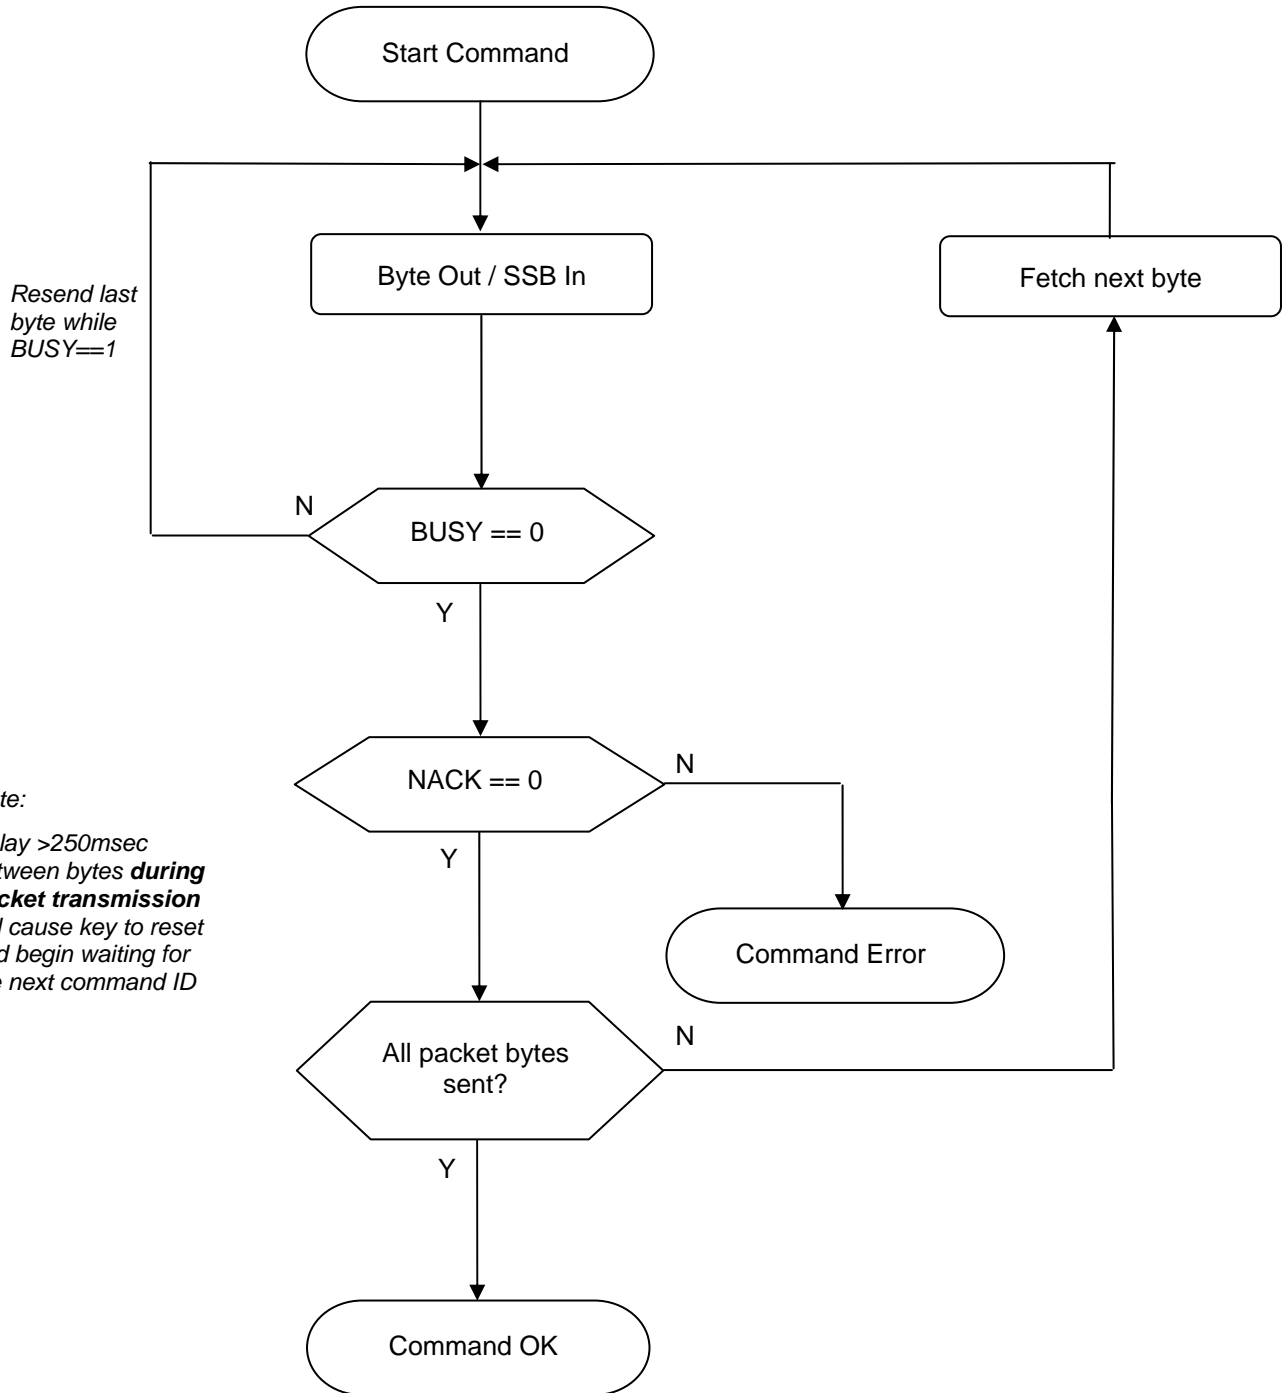 Start Command
Byte Out / SSB In
Fetch next byte
Resend last
byte while
BUSY==1
N
BUSY == 0
Y
NACK == 0
N
Y
te:
lay >250msec
tween bytes during
cket transmission
l cause key to reset
d begin waiting for
e next command ID
Command Error
All packet bytes
sent?
N
Y
Command OK